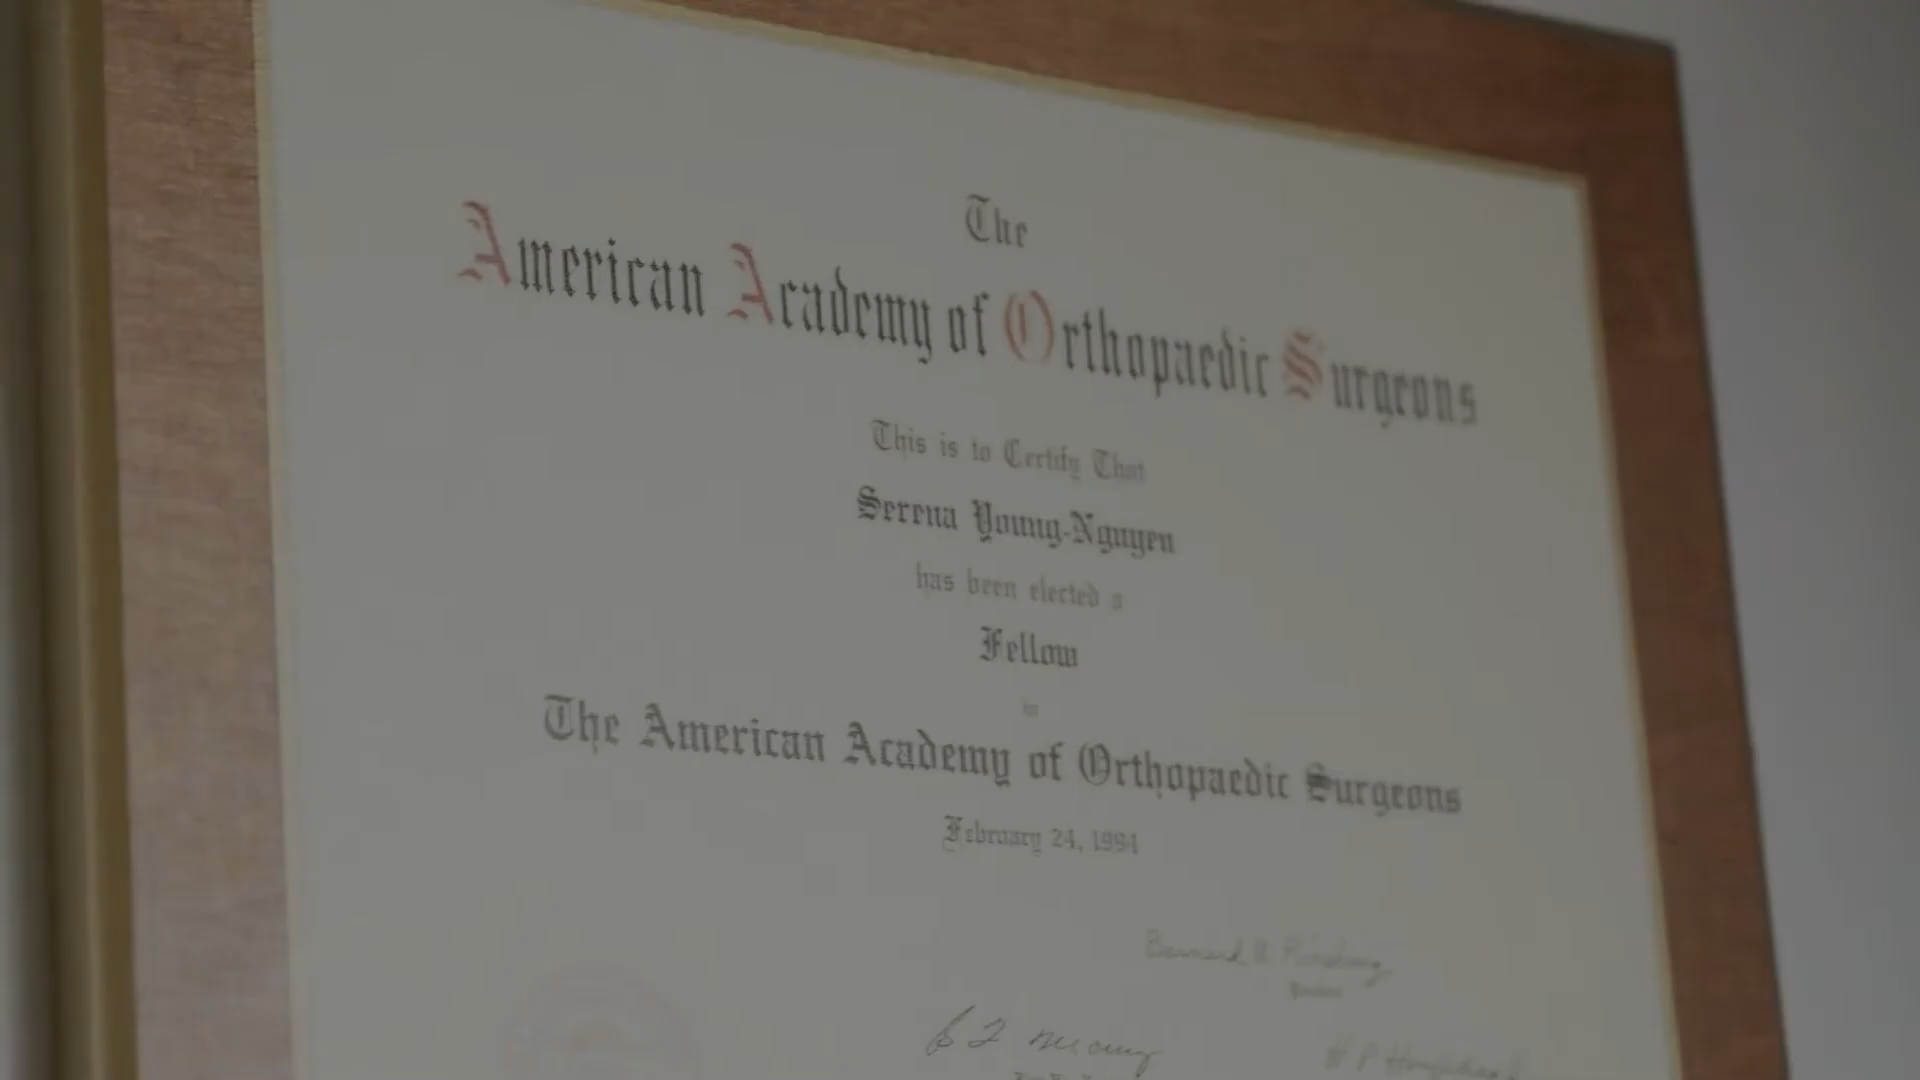 The
American Academy of Orthopaedic Surgeons
This is to Certify That
Serena Young-Nguyen
has been elected a
Fellow
in
The American Academy of Orthopaedic Surgeons
February 24, 1994